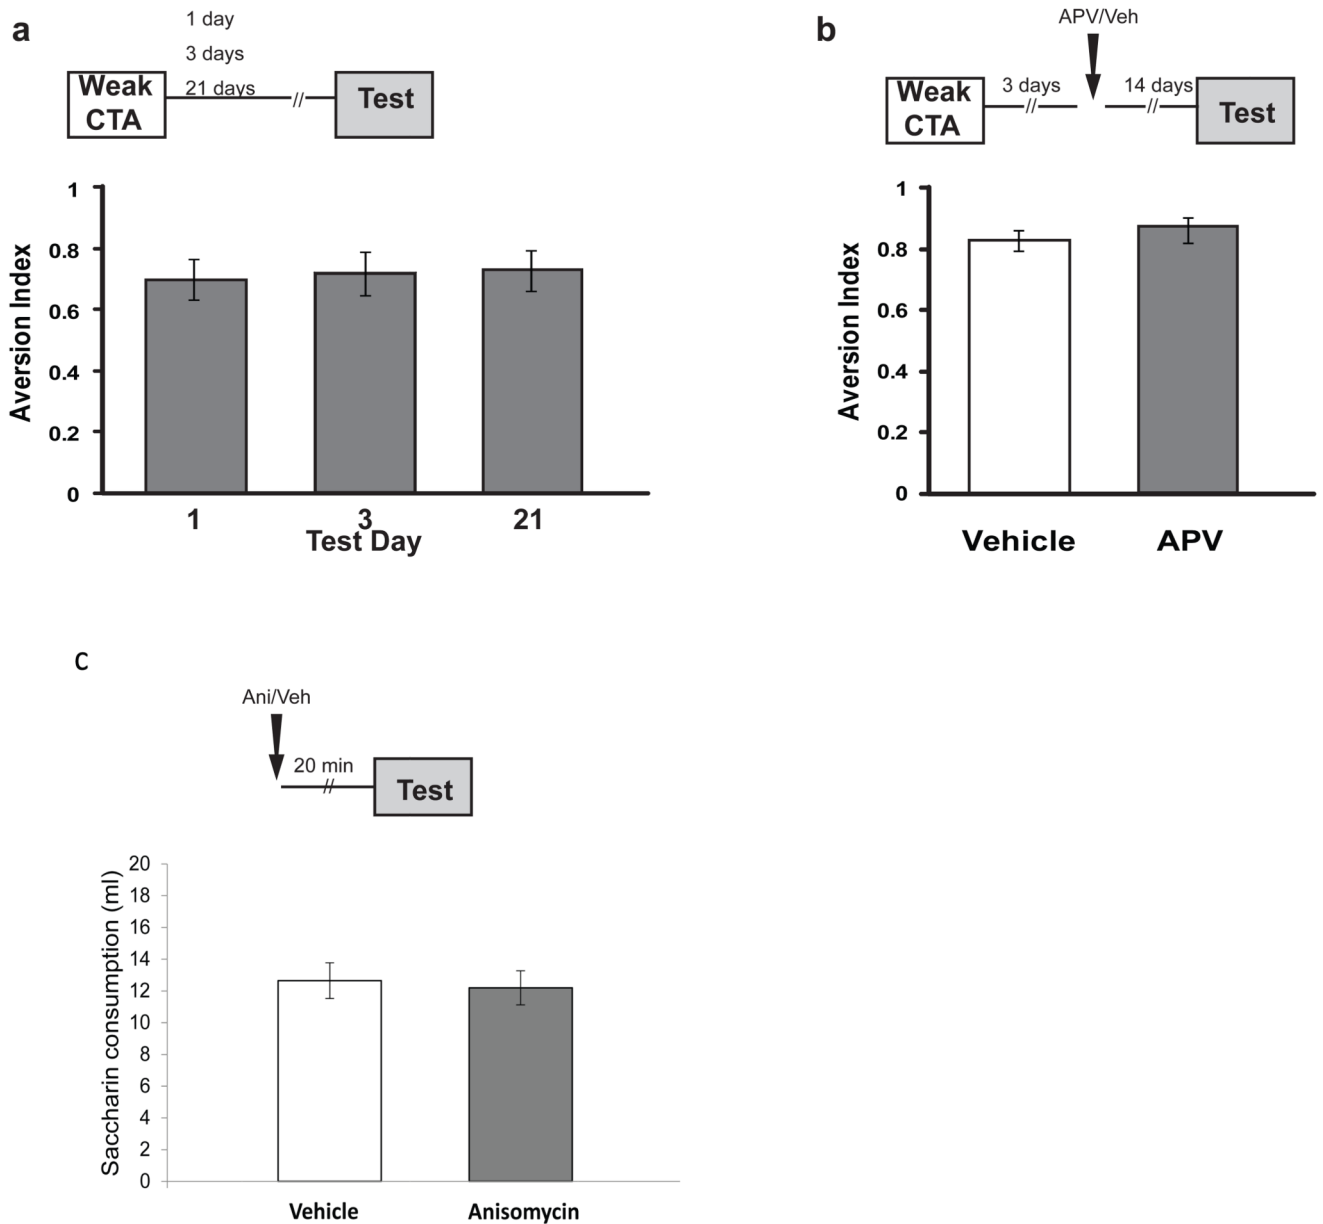 a
1 day
3 days
21 days
Weak
CTA
Test
1
0.8
0.6
0.4
0.2
0
Aversion Index
1
3
21
Test Day
b
APV/Veh
Weak
CTA
3 days
14 days
Test
1
0.8
0.6
0.4
0.2
0
Aversion Index
Vehicle
APV
c
Ani/Veh
20 min
Test
20
18
16
14
12
10
8
6
4
2
0
Saccharin consumption (ml)
Vehicle
Anisomycin